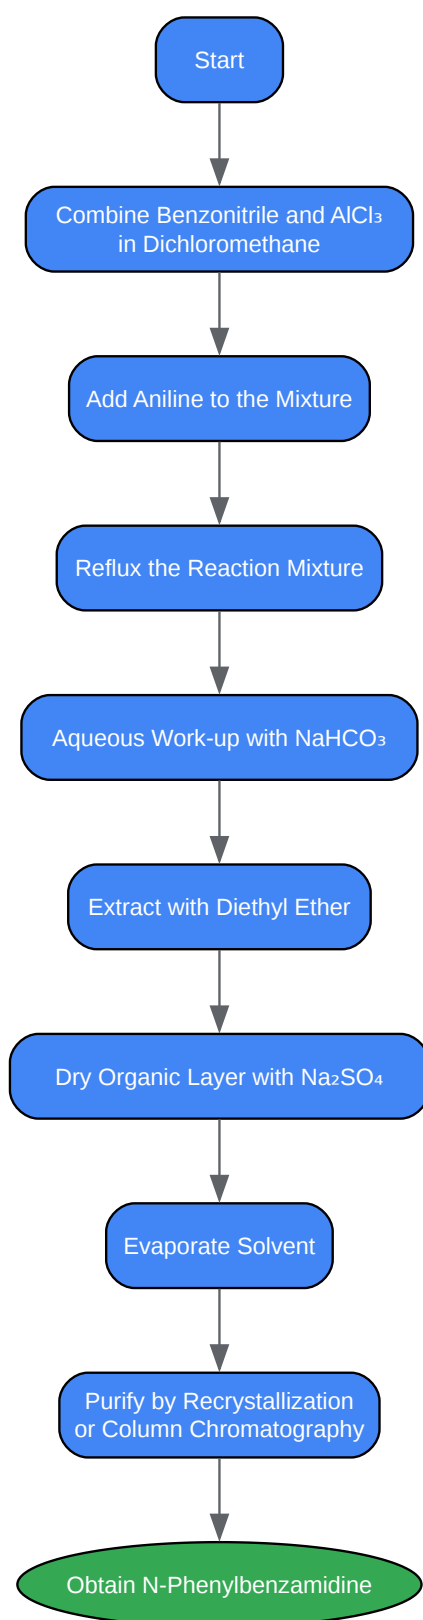 Start
Combine Benzonitrile and AlCl₃
in Dichloromethane
Add Aniline to the Mixture
Reflux the Reaction Mixture
Aqueous Work-up with NaHCO₃
Extract with Diethyl Ether
Dry Organic Layer with Na₂SO₄
Evaporate Solvent
Purify by Recrystallization
or Column Chromatography
Obtain N-Phenylbenzamidine